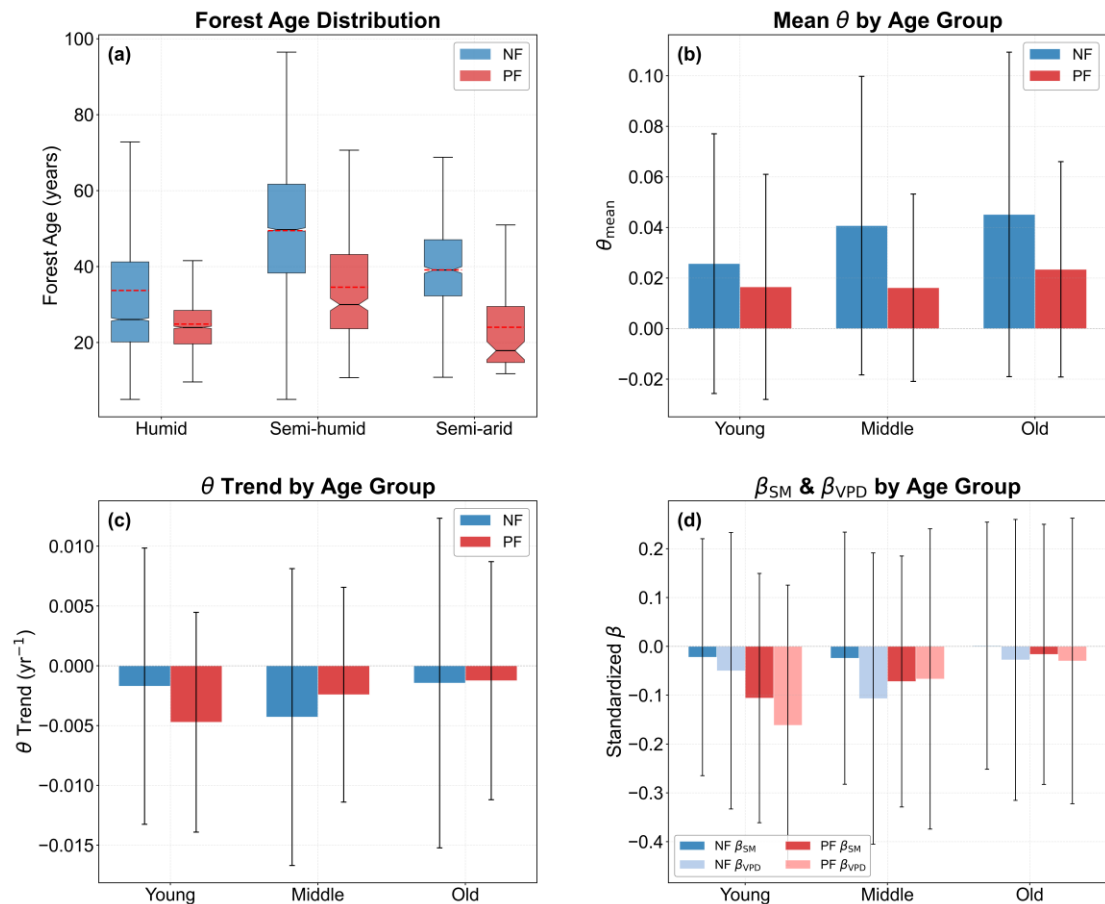 Forest Age Distribution
(a)
NF
PF
Forest Age (years)
100
80
60
40
20
Humid Semi-humid Semi-arid
Mean θ by Age Group
(b)
NF
PF
θmean
0.10
0.08
0.06
0.04
0.02
0.00
−0.02
Young Middle Old
θ Trend by Age Group
(c)
NF
PF
θ Trend (yr⁻¹)
0.010
0.005
0.000
−0.005
−0.010
−0.015
Young Middle Old
βSM & βVPD by Age Group
(d)
Standardized β
0.2
0.1
0.0
−0.1
−0.2
−0.3
−0.4
NF βSM PF βSM
NF βVPD PF βVPD
Young Middle Old